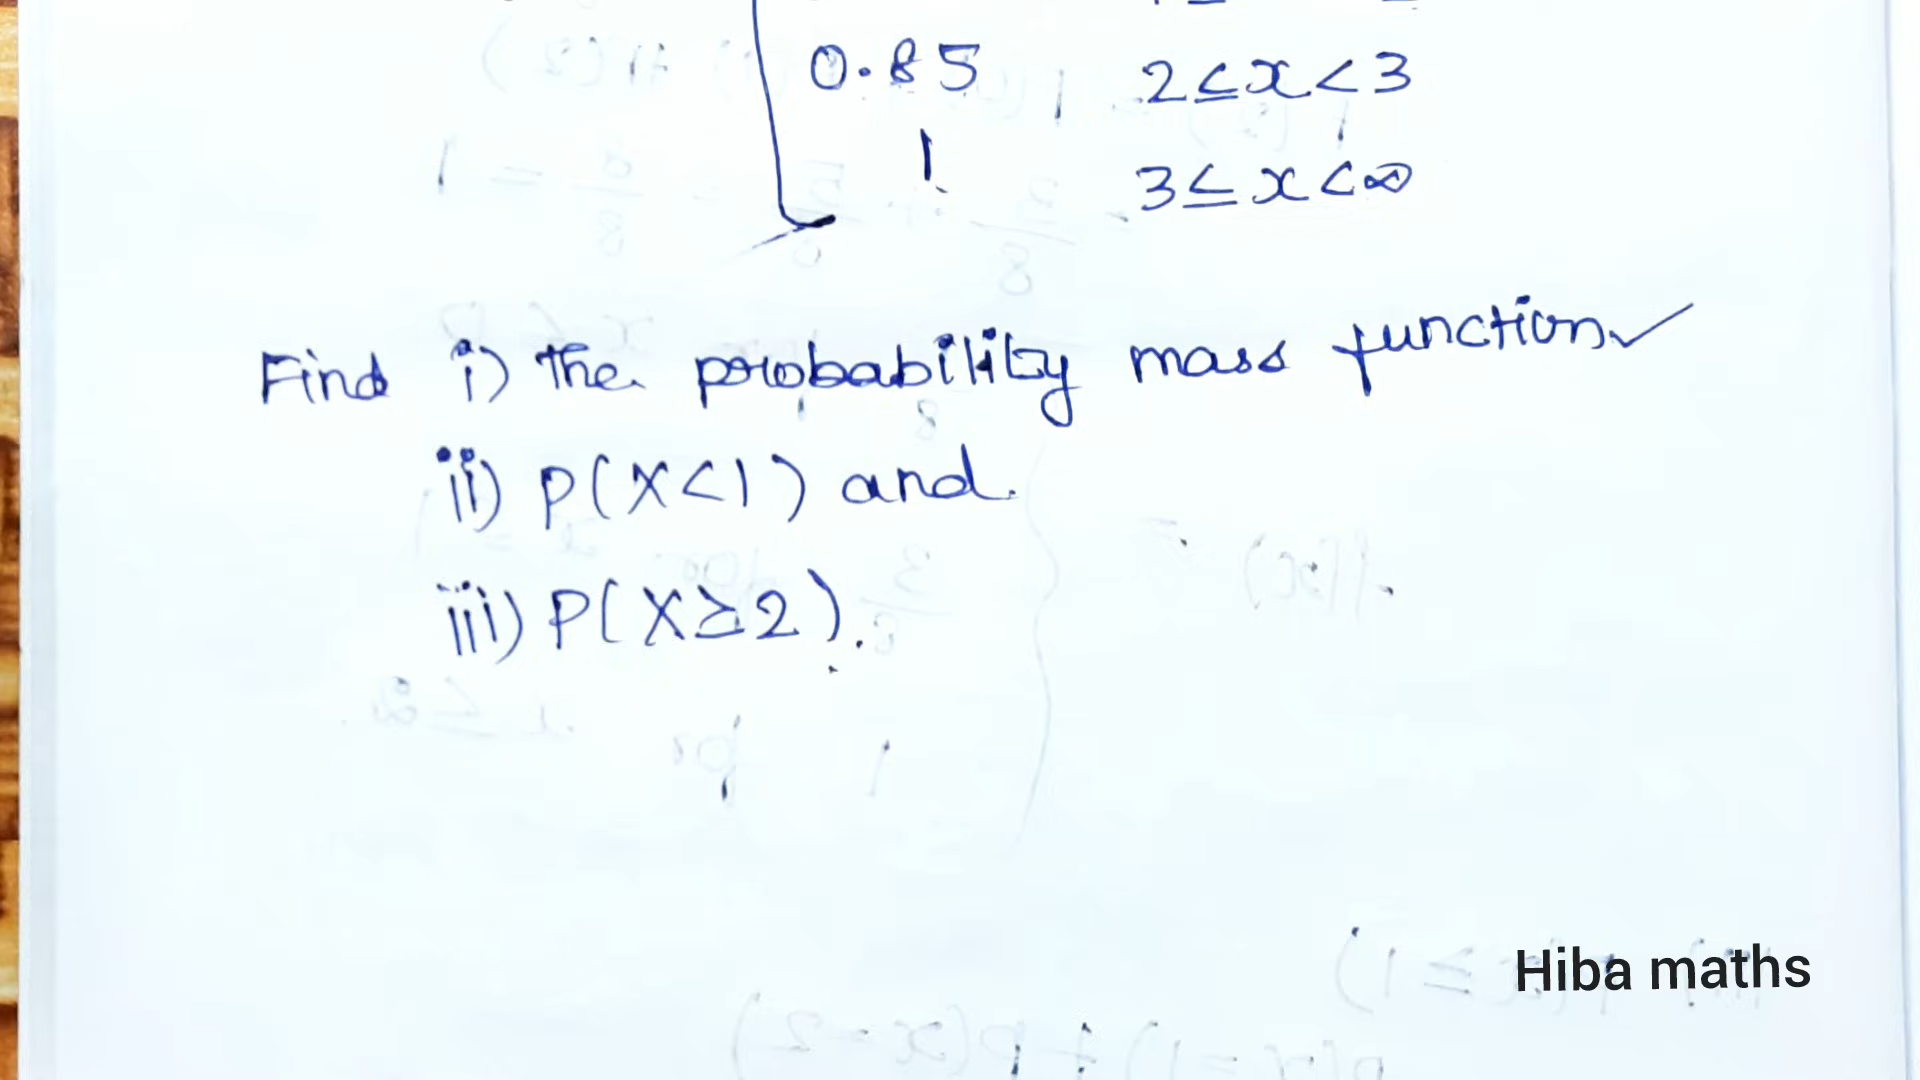 0.85 2≤x<3
1 3≤x<∞
Find i) the probability mass function✓
ii) P(X<1) and
iii) P(X≥2).
Hiba maths